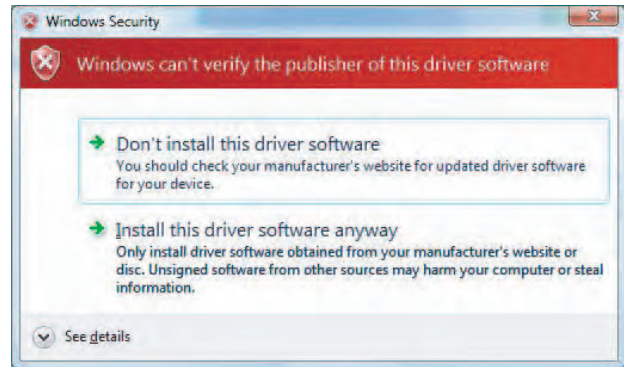 Windows Security
Windows can't verify the publisher of this driver software
Don't install this driver software
You should check your manufacturer's website for updated driver software
for your device.
Install this driver software anyway
Only install driver software obtained from your manufacturer's website or
disc. Unsigned software from other sources may harm your computer or steal
information.
See details